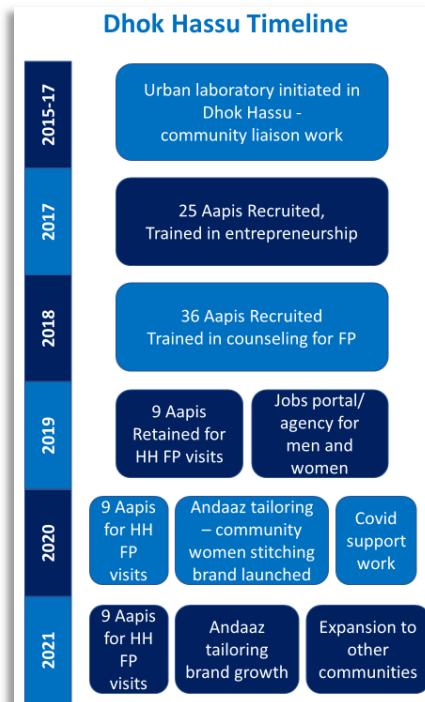 Dhok Hassu Timeline
2015-17
Urban laboratory initiated in
Dhok Hassu -
community liaison work
2017
25 Aapis Recruited,
Trained in entrepreneurship
2018
36 Aapis Recruited
Trained in counseling for FP
2019
9 Aapis
Retained for
HH FP visits
Jobs portal/
agency for
men and
women
2020
9 Aapis
for HH
FP
visits
Andaaz tailoring
– community
women stitching
brand launched
Covid
support
work
2021
9 Aapis
for HH
FP
visits
Andaaz
tailoring
brand growth
Expansion to
other
communities